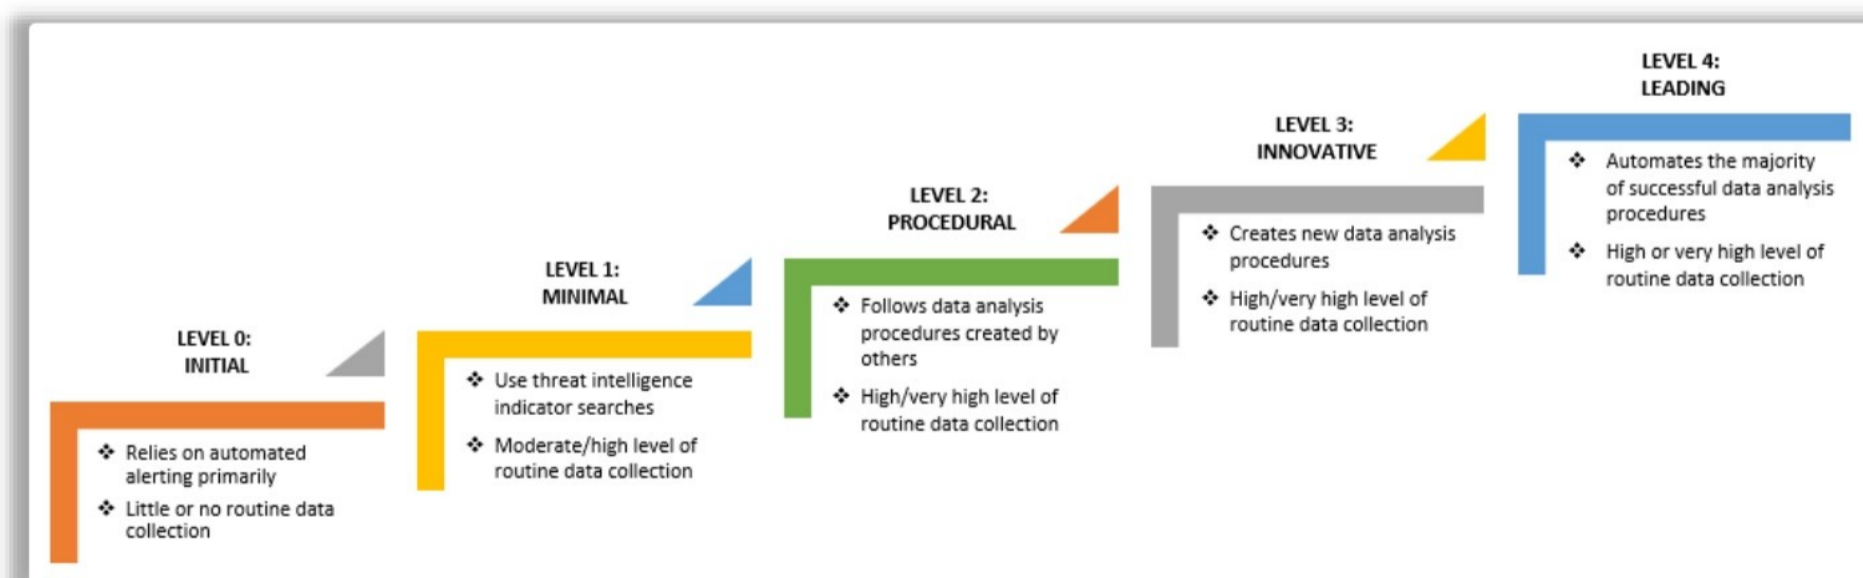 LEVEL 0:
INITIAL
❖ Relies on automated
alerting primarily
❖ Little or no routine data
collection
LEVEL 1:
MINIMAL
❖ Use threat intelligence
indicator searches
❖ Moderate/high level of
routine data collection
LEVEL 2:
PROCEDURAL
❖ Follows data analysis
procedures created by
others
❖ High/very high level of
routine data collection
LEVEL 3:
INNOVATIVE
❖ Creates new data analysis
procedures
❖ High/very high level of
routine data collection
LEVEL 4:
LEADING
❖ Automates the majority
of successful data analysis
procedures
❖ High or very high level of
routine data collection